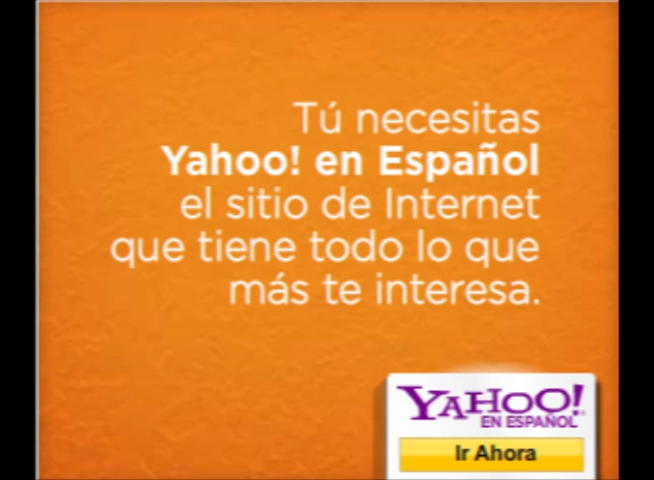 Tú necesitas
Yahoo! en Español
el sitio de Internet
que tiene todo lo que
más te interesa.
YAHOO!
EN ESPAÑOL
Ir Ahora